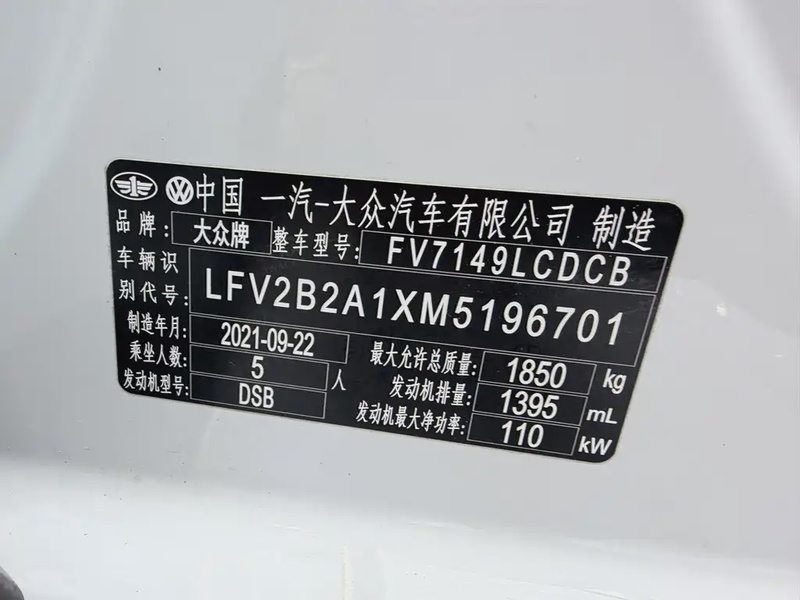 中国 一汽-大众汽车有限公司 制造
品牌: 大众牌 整车型号: FV7149LCDCB
车辆识
别代号: LFV2B2A1XM5196701
制造年月: 2021-09-22 最大允许总质量: 1850 kg
乘坐人数: 5 人 发动机排量: 1395 mL
发动机型号: DSB 发动机最大净功率: 110 kW